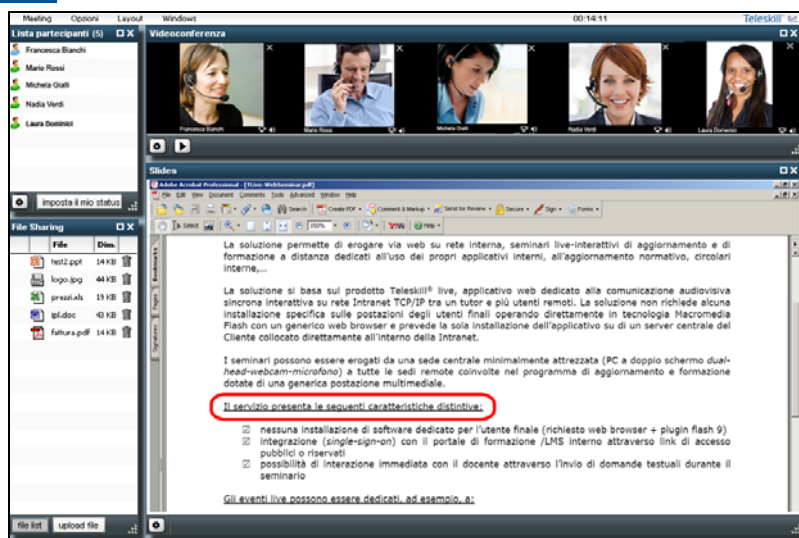 Meeting Opzioni Layout Windows 00:14:11 Teleskill
Lista partecipanti (5)
Francesca Bianchi
Mario Rossi
Michela Gialli
Nadia Verdi
Laura Dominici
imposta il mio status
Videoconferenza
Francesca Bianchi Mario Rossi Michela Gialli Nadia Verdi Laura Domenici
File Sharing
File Dim.
test2.ppt 14 KB
logo.jpg 44 KB
prezzi.xls 19 KB
ipl.doc 43 KB
fattura.pdf 14 KB
file list upload file
Slides
Adobe Acrobat Professional - [TLive-WebSeminar.pdf]
File Edit View Document Comments Tools Advanced Window Help
Search Create PDF Comment & Markup Send for Review Secure Sign Forms
Select 150% Help
Bookmarks
Pages
Signatures
La soluzione permette di erogare via web su rete interna, seminari live-interattivi di aggiornamento e di
formazione a distanza dedicati all'uso dei propri applicativi interni, all'aggiornamento normativo, circolari
interne,...
La soluzione si basa sul prodotto Teleskill® live, applicativo web dedicato alla comunicazione audiovisiva
sincrona interattiva su rete Intranet TCP/IP tra un tutor e più utenti remoti. La soluzione non richiede alcuna
installazione specifica sulle postazioni degli utenti finali operando direttamente in tecnologia Macromedia
Flash con un generico web browser e prevede la sola installazione dell'applicativo su di un server centrale del
Cliente collocato direttamente all'interno della Intranet.
I seminari possono essere erogati da una sede centrale minimamente attrezzata (PC a doppio schermo dual-
head-webcam-microfono) a tutte le sedi remote coinvolte nel programma di aggiornamento e formazione
dotate di una generica postazione multimediale.
Il servizio presenta le seguenti caratteristiche distintive:
nessuna installazione di software dedicato per l'utente finale (richiesto web browser + plugin flash 9)
integrazione (single-sign-on) con il portale di formazione /LMS interno attraverso link di accesso
pubblici o riservati
possibilità di interazione immediata con il docente attraverso l'invio di domande testuali durante il
seminario
Gli eventi live possono essere dedicati, ad esempio, a: